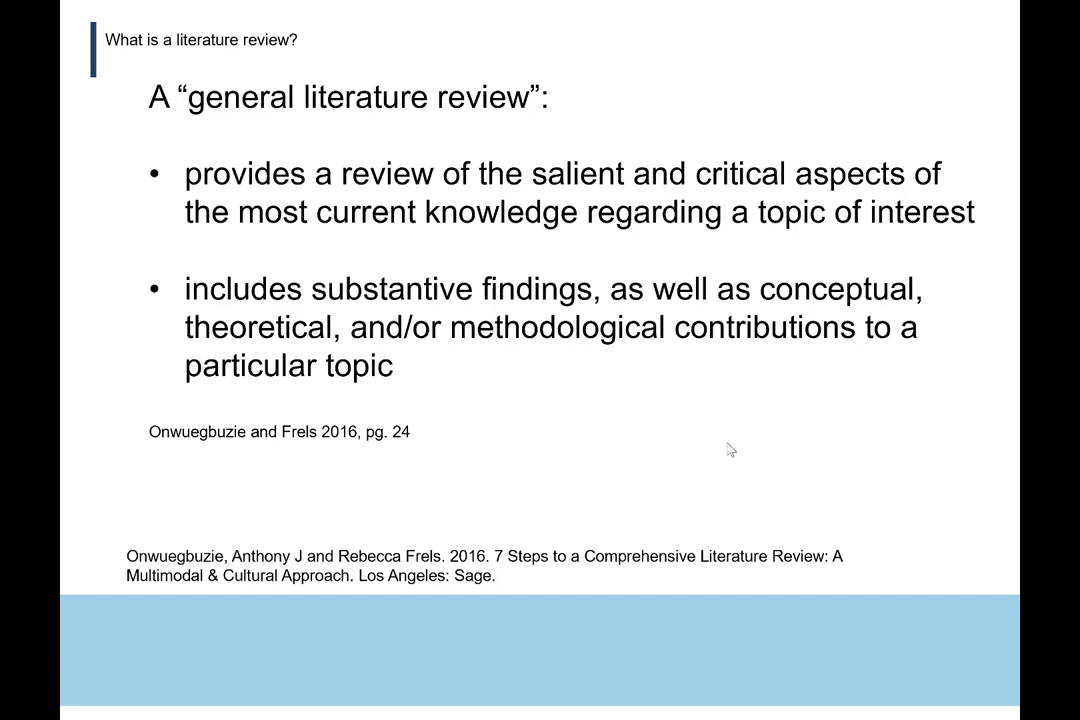 What is a literature review?
A “general literature review”:
• provides a review of the salient and critical aspects of
the most current knowledge regarding a topic of interest
• includes substantive findings, as well as conceptual,
theoretical, and/or methodological contributions to a
particular topic
Onwuegbuzie and Frels 2016, pg. 24
Onwuegbuzie, Anthony J and Rebecca Frels. 2016. 7 Steps to a Comprehensive Literature Review: A
Multimodal & Cultural Approach. Los Angeles: Sage.